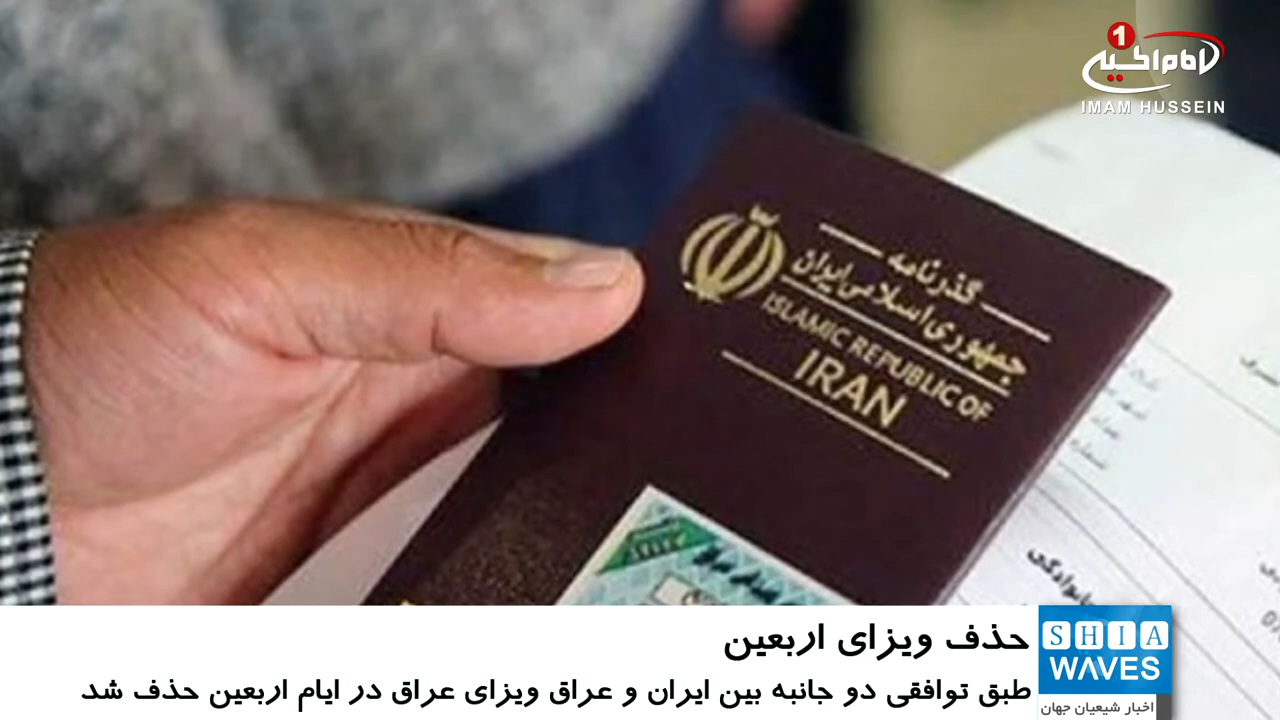 1
امام حسین
IMAM HUSSEIN
گذرنامه
جمهوری اسلامی ایران
ISLAMIC REPUBLIC OF
IRAN
حذف ویزای اربعین
طبق توافقی دو جانبه بین ایران و عراق ویزای عراق در ایام اربعین حذف شد
SHIA
WAVES
اخبار شیعیان جهان